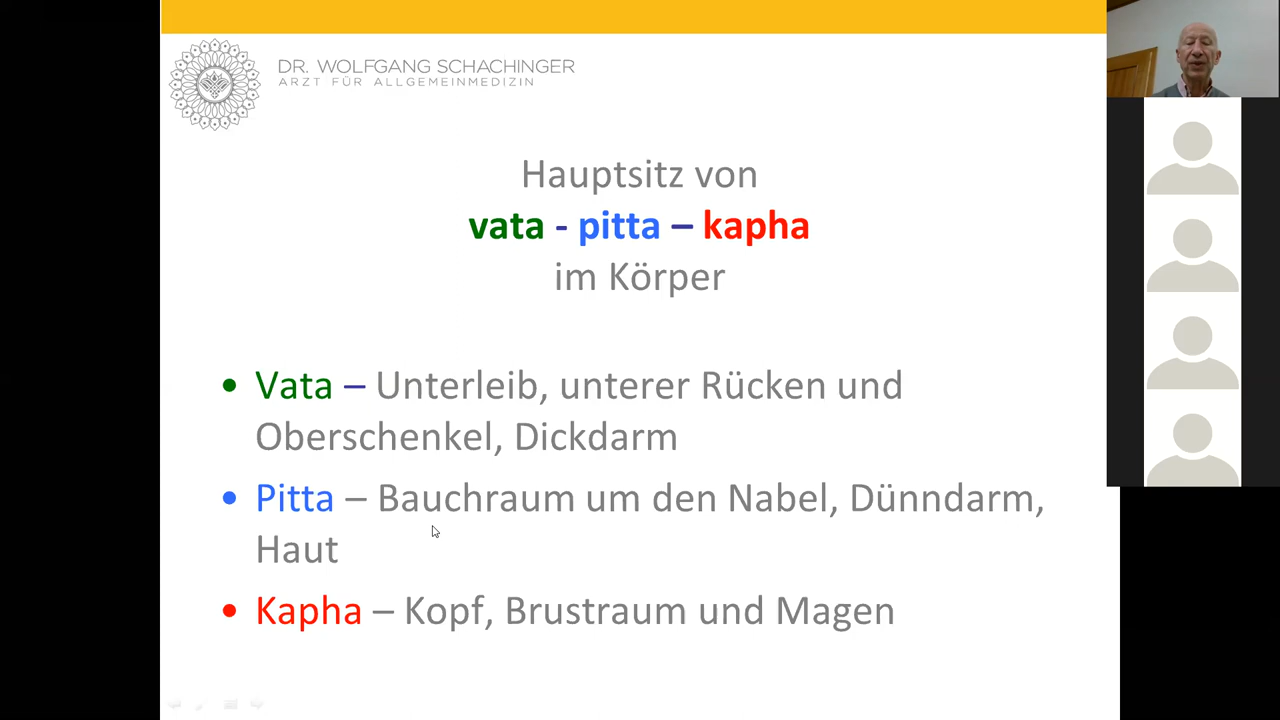 DR. WOLFGANG SCHACHINGER
ARZT FÜR ALLGEMEINMEDIZIN
Hauptsitz von
vata - pitta – kapha
im Körper
• Vata – Unterleib, unterer Rücken und
Oberschenkel, Dickdarm
• Pitta – Bauchraum um den Nabel, Dünndarm,
Haut
• Kapha – Kopf, Brustraum und Magen